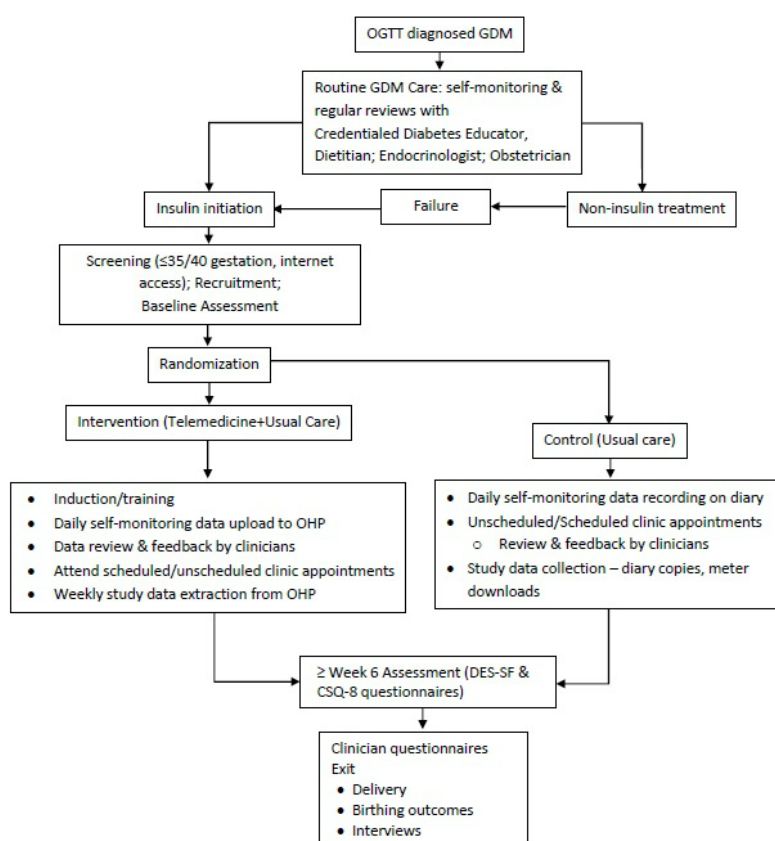 OGTT diagnosed GDM
Routine GDM Care: self-monitoring &
regular reviews with
Credentialed Diabetes Educator,
Dietitian; Endocrinologist; Obstetrician
Insulin initiation
Failure
Non-insulin treatment
Screening (≤35/40 gestation, internet
access); Recruitment;
Baseline Assessment
Randomization
Intervention (Telemedicine+Usual Care)
Control (Usual care)
• Induction/training
• Daily self-monitoring data upload to OHP
• Data review & feedback by clinicians
• Attend scheduled/unscheduled clinic appointments
• Weekly study data extraction from OHP
• Daily self-monitoring data recording on diary
• Unscheduled/Scheduled clinic appointments
o Review & feedback by clinicians
• Study data collection – diary copies, meter
downloads
≥ Week 6 Assessment (DES-SF &
CSQ-8 questionnaires)
Clinician questionnaires
Exit
• Delivery
• Birthing outcomes
• Interviews